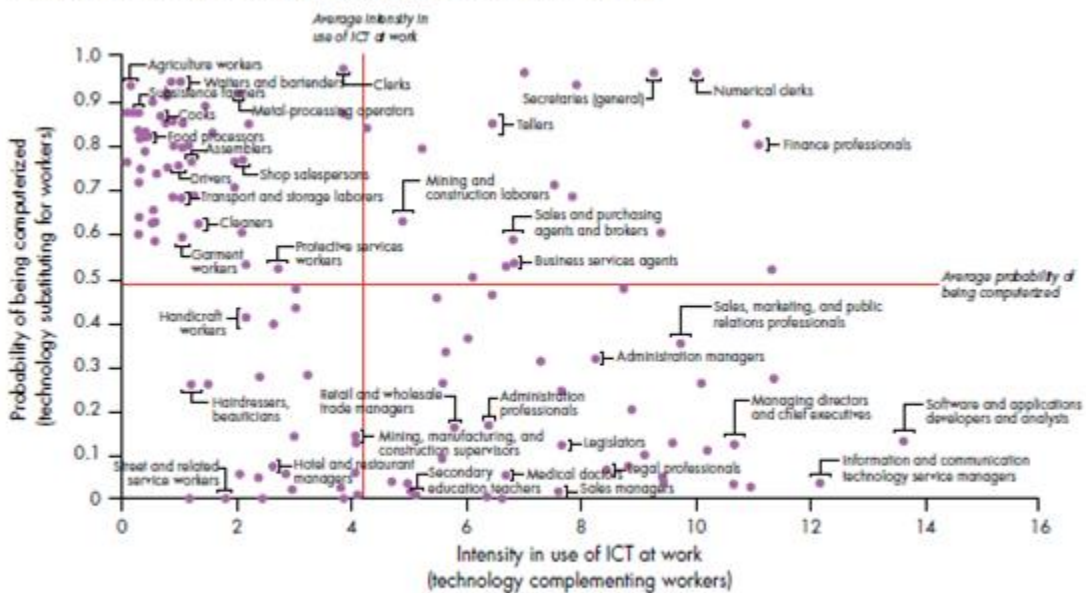 Average intensity in
use of ICT at work
Probability of being computerized
(technology substituting for workers)
1.0
0.9
0.8
0.7
0.6
0.5
0.4
0.3
0.2
0.1
0
Agriculture workers
Waiters and bartenders
Clerks
Subsistence farmers
Metal-processing operators
Secretaries (general)
Numerical clerks
Cooks
Tellers
Food processors
Assemblers
Finance professionals
Drivers
Shop salespersons
Mining and
construction laborers
Transport and storage laborers
Cleaners
Sales and purchasing
agents and brokers
Garment
workers
Protective services
workers
Business services agents
Average probability of
being computerized
Handicraft
workers
Sales, marketing, and public
relations professionals
Administration managers
Hairdressers,
beauticians
Retail and wholesale
trade managers
Administration
professionals
Managing directors
and chief executives
Software and applications
developers and analysts
Mining, manufacturing, and
construction supervisors
Legislators
Street and related
service workers
Hotel and restaurant
managers
Secondary
education teachers
Medical doctors
Legal professionals
Sales managers
Information and communication
technology service managers
0 2 4 6 8 10 12 14 16
Intensity in use of ICT at work
(technology complementing workers)